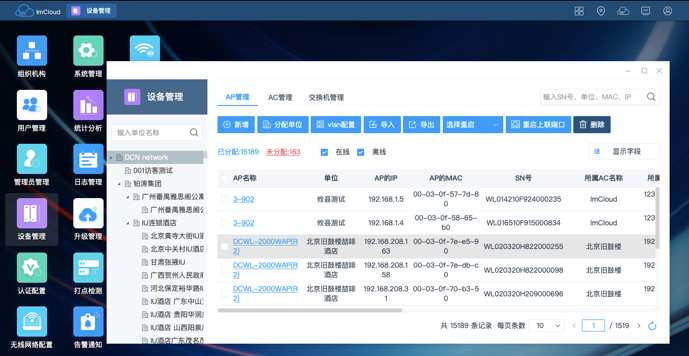 ImCloud
设备管理
组织机构
系统管理
用户管理
统计分析
管理员管理
日志管理
设备管理
升级管理
认证配置
打点检测
无线网络配置
告警通知
设备管理
输入单位名称
DCN network
001访客测试
铂涛集团
广州番禺雅思阁公寓
广州番禺雅思阁公
IU连锁酒店
北京黄寺大街IU酒
北京中关村IU酒店
甘肃张掖IU
广西贺州人民政府
河北保定裕华路IU
IU酒店 广东中山
IU酒店 贵阳华润
IU酒店 山西阳泉
IU酒店广东茂名
AP管理
AC管理
交换机管理
输入SN号、单位、MAC、IP
新增
分配单位
vlan配置
导入
导出
选择重启
重启上联端口
删除
已分配:15189
未分配:163
在线
离线
显示字段
AP名称 单位 AP的IP AP的MAC SN号 所属AC名称 所属
3-902 攸县测试 192.168.1.5 00-03-0f-57-7d-80 WL014210F924000235 ImCloud 123
3-902 攸县测试 192.168.1.4 00-03-0f-58-65-b0 WL016510F915000834 ImCloud 123
DCWL-2000WAP(R2) 北京旧鼓楼喆啡酒店 192.168.208.163 00-03-0f-7e-e5-90 WL020320H822000255 北京旧鼓楼 192
DCWL-2000WAP(R2) 北京旧鼓楼喆啡酒店 192.168.208.158 00-03-0f-7e-db-c0 WL020320H822000098 北京旧鼓楼 192
DCWL-2000WAP(R2) 北京旧鼓楼喆啡酒店 192.168.208.31 00-03-0f-70-b3-50 WL020320H209000696 北京旧鼓楼 192
共 15189 条记录 每页条数 10 1 / 1519